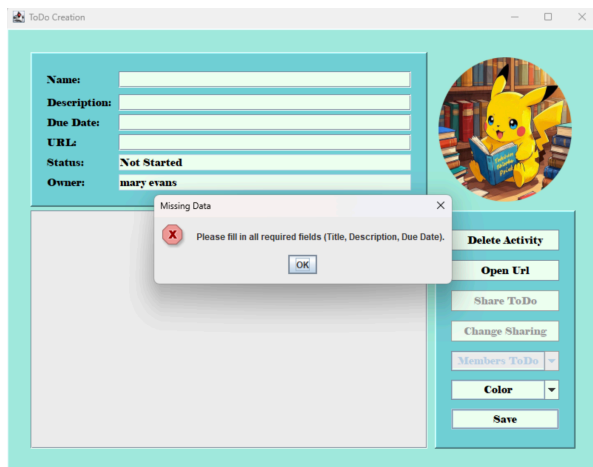 ToDo Creation
Name:
Description:
Due Date:
URL:
Status: Not Started
Owner: mary evans
Missing Data
Please fill in all required fields (Title, Description, Due Date).
OK
Delete Activity
Open Url
Share ToDo
Change Sharing
Members ToDo
Color
Save